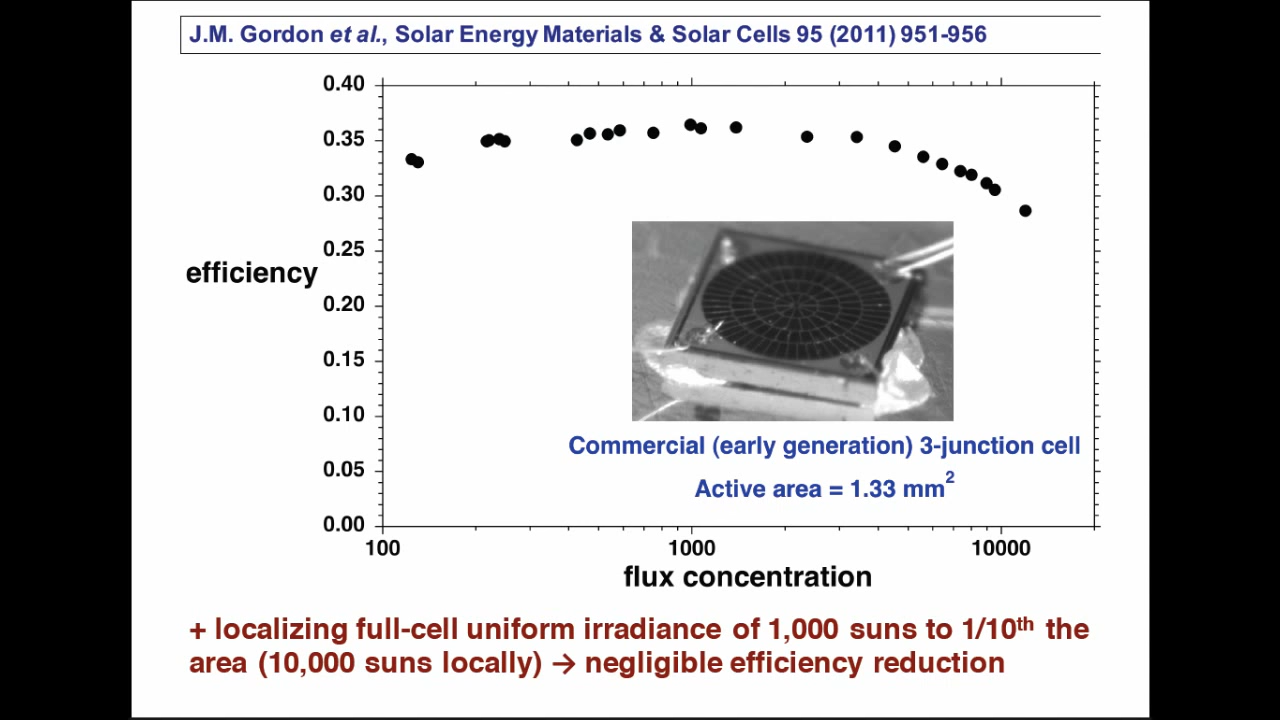 J.M. Gordon et al., Solar Energy Materials & Solar Cells 95 (2011) 951-956
0.40
0.35
0.30
0.25
efficiency
0.20
0.15
0.10
Commercial (early generation) 3-junction cell
0.05
Active area = 1.33 mm2
0.00
100
1000
10000
flux concentration
+ localizing full-cell uniform irradiance of 1,000 suns to 1/10th the
area (10,000 suns locally) → negligible efficiency reduction